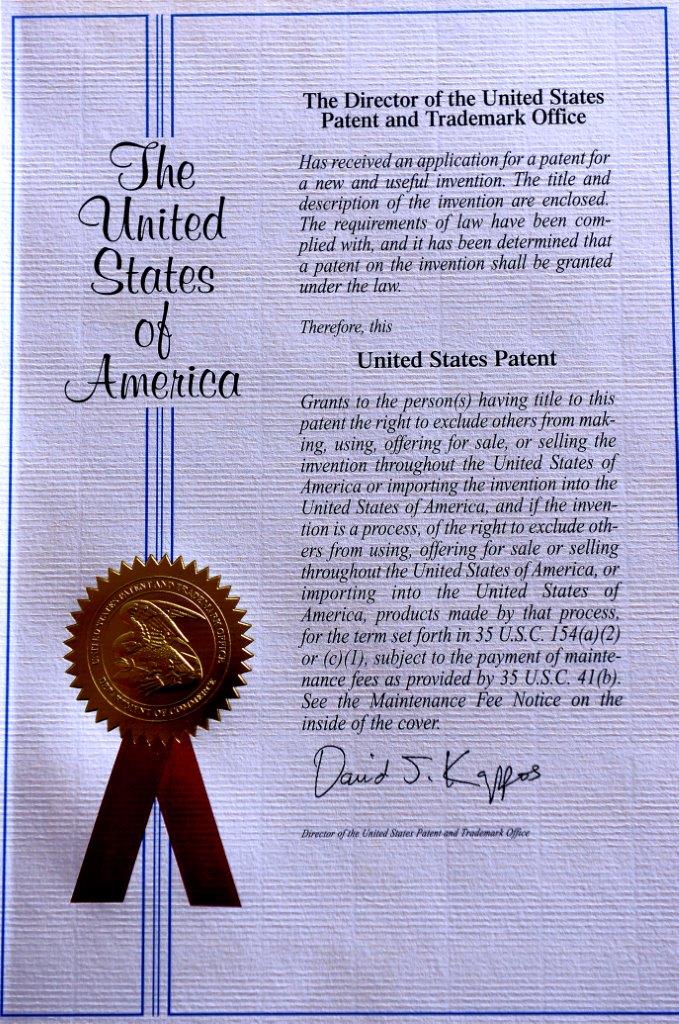 The
United
States
of
America
The Director of the United States
Patent and Trademark Office
Has received an application for a patent for
a new and useful invention. The title and
description of the invention are enclosed.
The requirements of law have been com-
plied with, and it has been determined that
a patent on the invention shall be granted
under the law.
Therefore, this
United States Patent
Grants to the person(s) having title to this
patent the right to exclude others from mak-
ing, using, offering for sale, or selling the
invention throughout the United States of
America or importing the invention into the
United States of America, and if the inven-
tion is a process, of the right to exclude oth-
ers from using, offering for sale or selling
throughout the United States of America, or
importing into the United States of
America, products made by that process,
for the term set forth in 35 U.S.C. 154(a)(2)
or (c)(1), subject to the payment of mainte-
nance fees as provided by 35 U.S.C. 41(b).
See the Maintenance Fee Notice on the
inside of the cover.
David J. Kappos
Director of the United States Patent and Trademark Office
UNITED STATES PATENT AND TRADEMARK OFFICE
DEPARTMENT OF COMMERCE